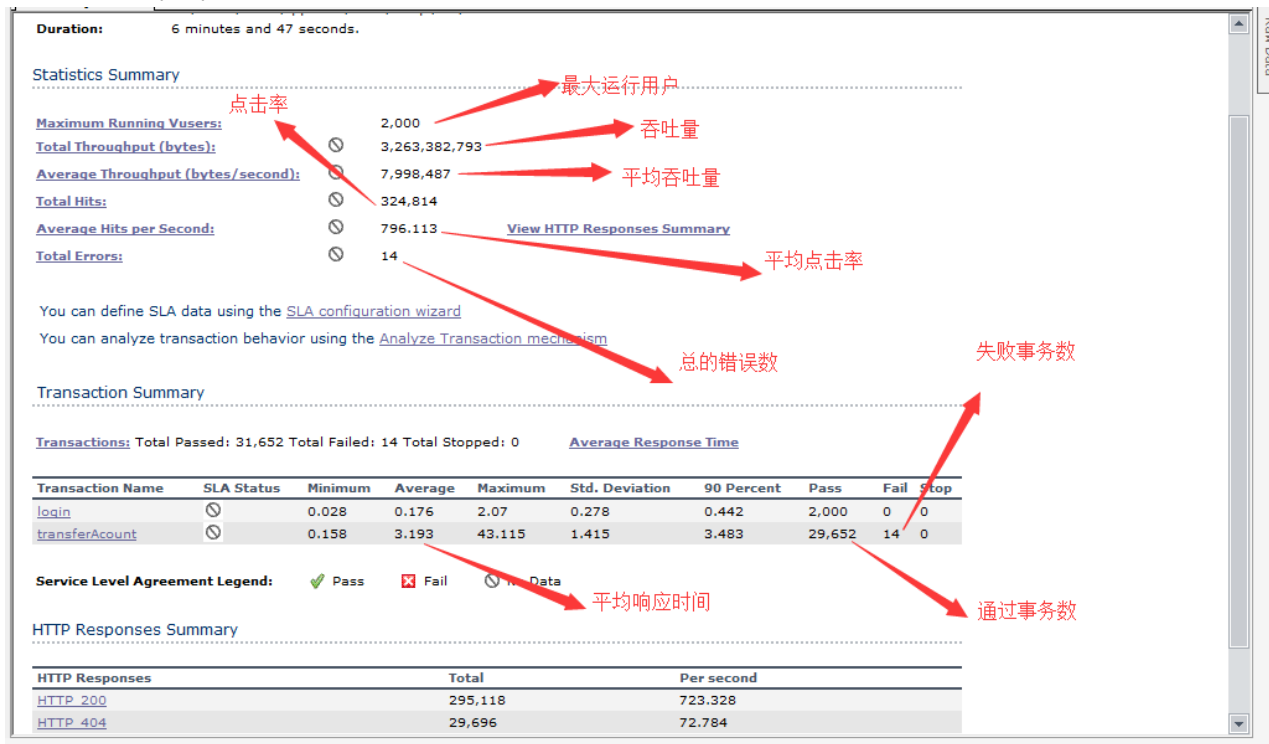 Duration: 6 minutes and 47 seconds.
Statistics Summary
最大运行用户
点击率
Maximum Running Vusers: 2,000
吞吐量
Total Throughput (bytes): 3,263,382,793
Average Throughput (bytes/second): 7,998,487
平均吞吐量
Total Hits: 324,814
Average Hits per Second: 796.113 View HTTP Responses Summary
Total Errors: 14
平均点击率
You can define SLA data using the SLA configuration wizard
You can analyze transaction behavior using the Analyze Transaction mechanism
失败事务数
总的错误数
Transaction Summary
Transactions: Total Passed: 31,652 Total Failed: 14 Total Stopped: 0 Average Response Time
Transaction Name SLA Status Minimum Average Maximum Std. Deviation 90 Percent Pass Fail Stop
login 0.028 0.176 2.07 0.278 0.442 2,000 0 0
transferAcount 0.158 3.193 43.115 1.415 3.483 29,652 14 0
Service Level Agreement Legend: Pass Fail No Data
平均响应时间
通过事务数
HTTP Responses Summary
HTTP Responses Total Per second
HTTP_200 295,118 723.328
HTTP_404 29,696 72.784